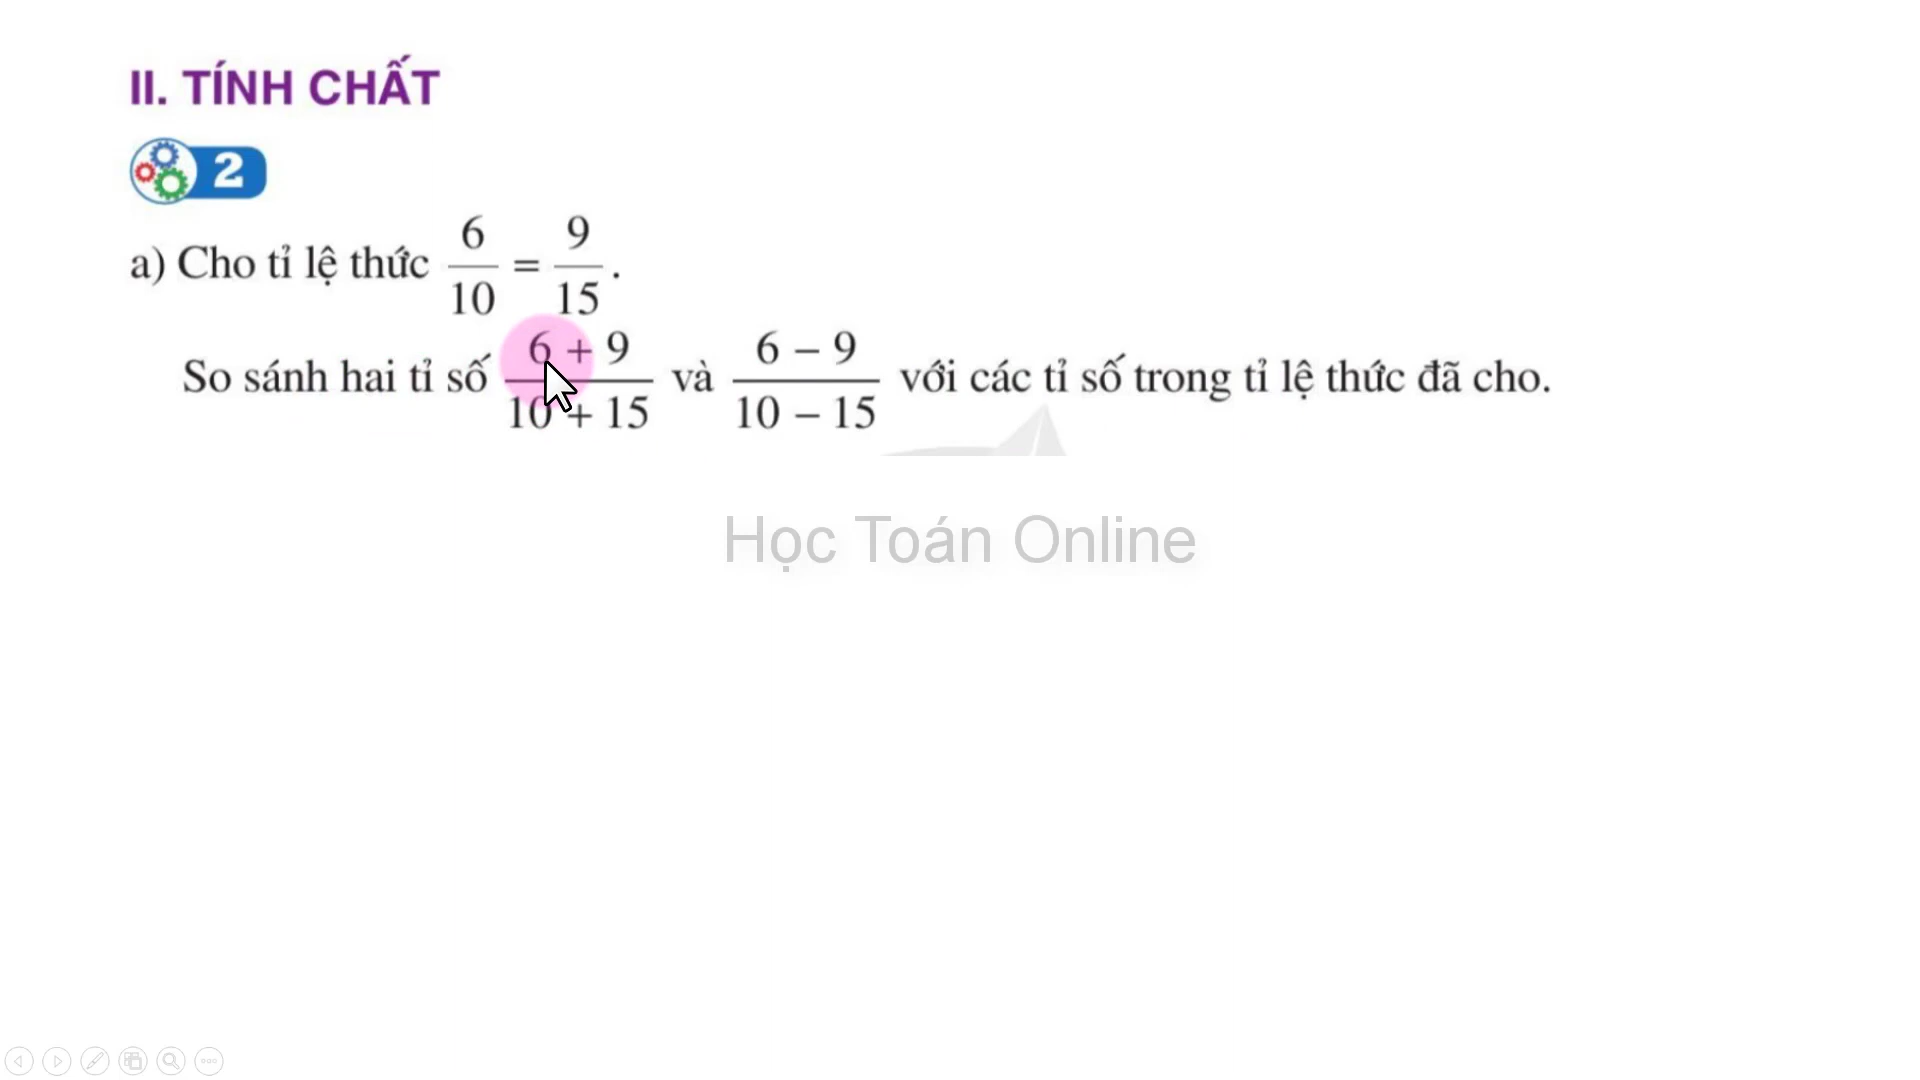 II. TÍNH CHẤT
2
a) Cho tỉ lệ thức 6/10 = 9/15.
So sánh hai tỉ số (6 + 9)/(10 + 15) và (6 – 9)/(10 – 15) với các tỉ số trong tỉ lệ thức đã cho.
Học Toán Online